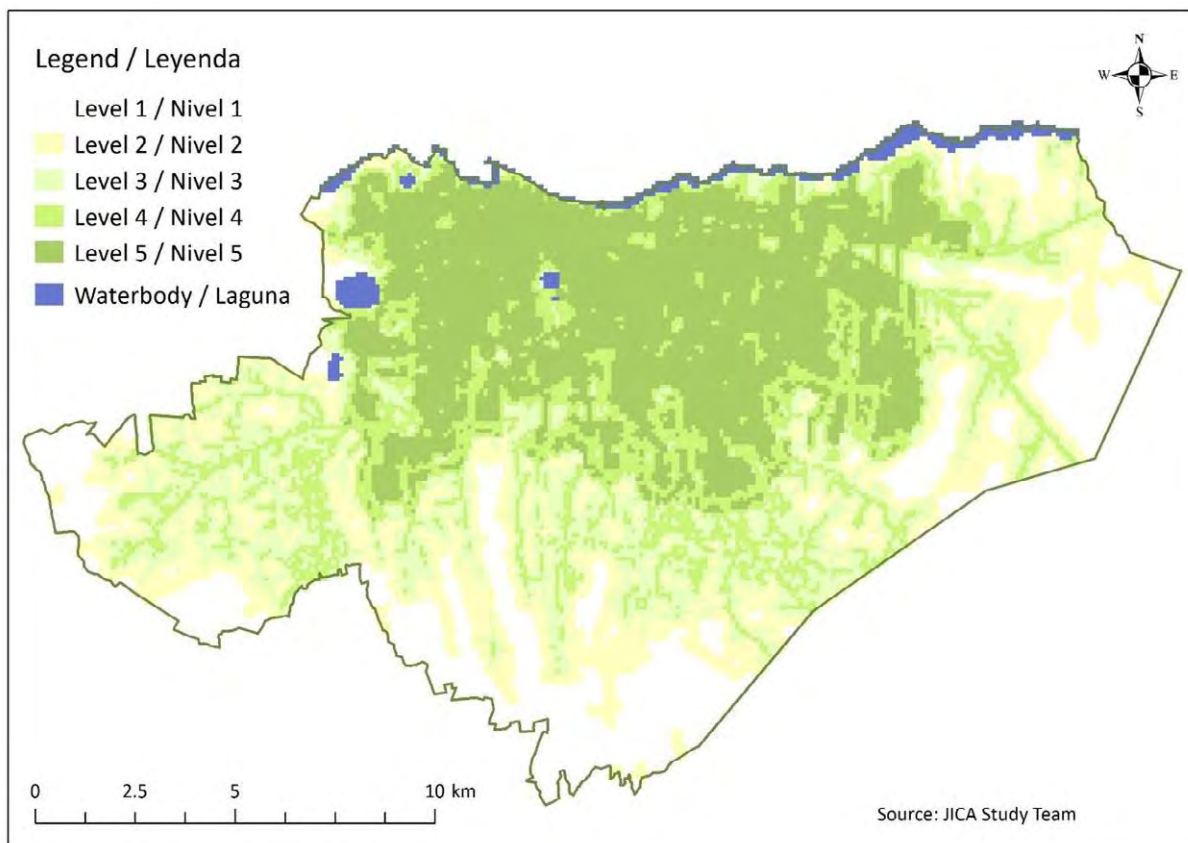 Legend / Leyenda
Level 1 / Nivel 1
Level 2 / Nivel 2
Level 3 / Nivel 3
Level 4 / Nivel 4
Level 5 / Nivel 5
Waterbody / Laguna
N
W E
S
0 2.5 5 10 km
Source: JICA Study Team